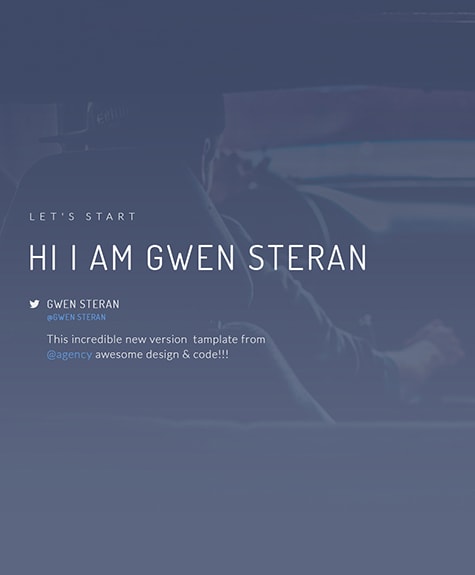 LET'S START
HI I AM GWEN STERAN
GWEN STERAN
@GWEN STERAN
This incredible new version tamplate from
@agency awesome design & code!!!